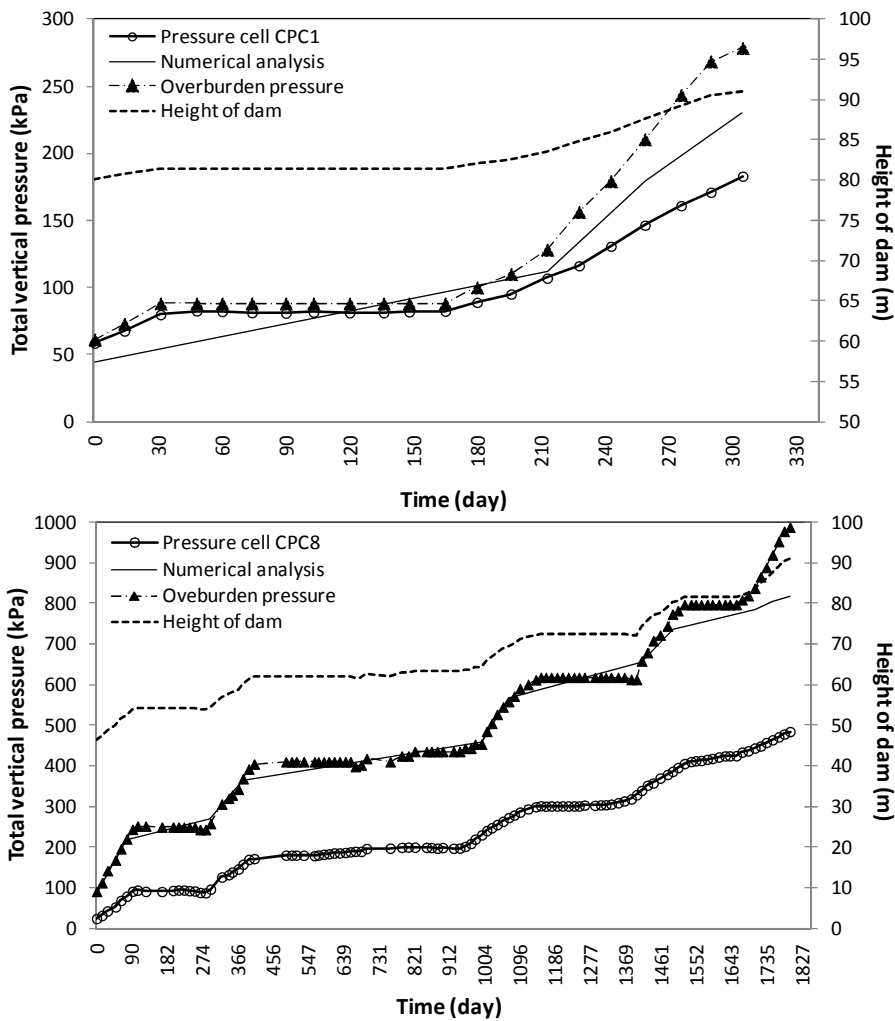 Total vertical pressure (kPa)
300
250
200
150
100
50
0
Pressure cell CPC1
Numerical analysis
Overburden pressure
Height of dam
100
95
90
85
80
75
70
65
60
55
50
Height of dam (m)
0 30 60 90 120 150 180 210 240 270 300 330
Time (day)
Total vertical pressure (kPa)
1000
900
800
700
600
500
400
300
200
100
0
Pressure cell CPC8
Numerical analysis
Oveburden pressure
Height of dam
100
90
80
70
60
50
40
30
20
10
0
Height of dam (m)
0 90 182 274 366 456 547 639 731 821 912 1004 1096 1186 1277 1369 1461 1552 1643 1735 1827
Time (day)